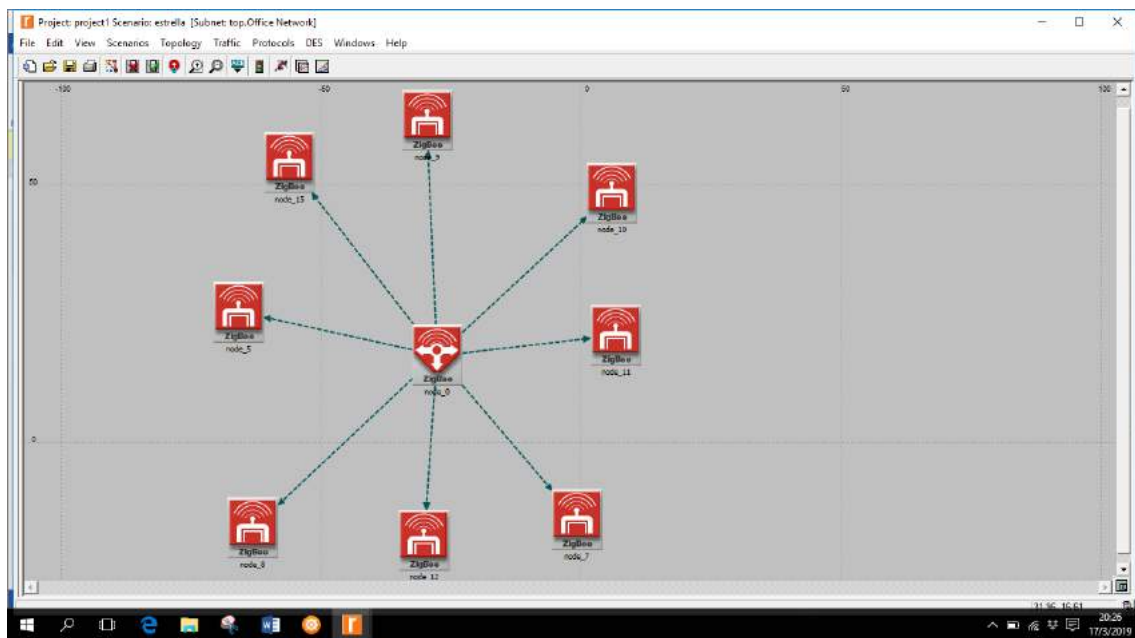 Project: project1 Scenario: estrella [Subnet: top.Office Network]
File Edit View Scenarios Topology Traffic Protocols DES Windows Help
-100 -50 0 50 100
ZigBee
node_9
ZigBee
node_15
50
ZigBee
node_10
ZigBee
node_5
ZigBee
node_11
ZigBee
node_0
0
ZigBee
node_8
ZigBee
node_12
ZigBee
node_7
20:26
17/3/2019